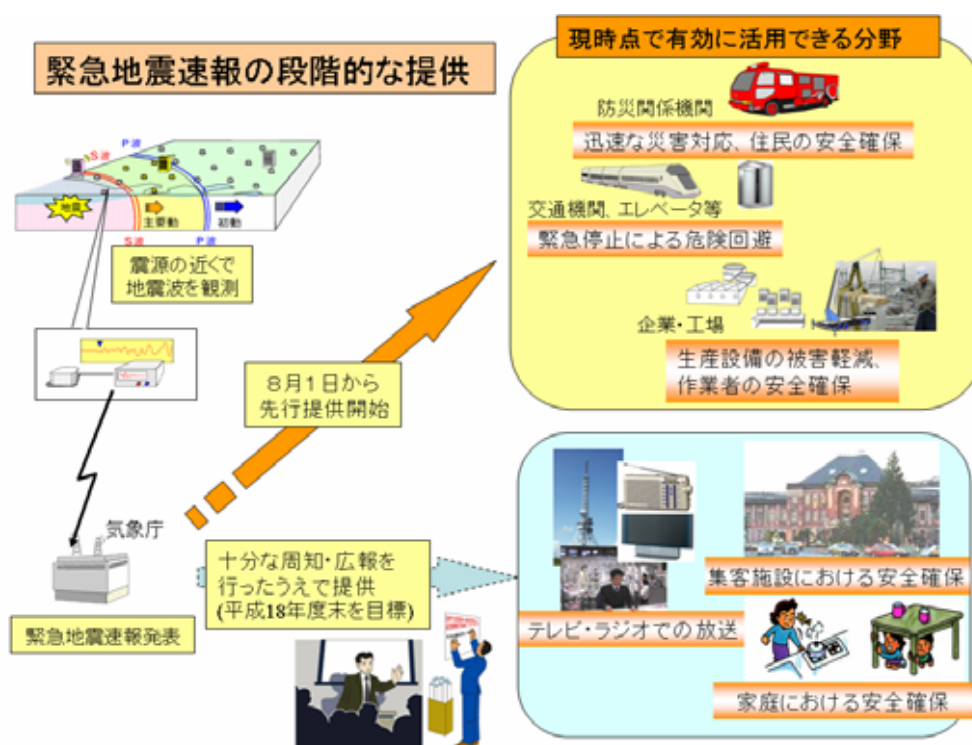 緊急地震速報の段階的な提供
S波
P波
地震
主要動
初動
S波
P波
震源の近くで
地震波を観測
8月1日から
先行提供開始
気象庁
緊急地震速報発表
十分な周知・広報を
行ったうえで提供
(平成18年度末を目標)
現時点で有効に活用できる分野
防災関係機関
迅速な災害対応、住民の安全確保
交通機関、エレベータ等
緊急停止による危険回避
企業・工場
生産設備の被害軽減、
作業者の安全確保
テレビ・ラジオでの放送
集客施設における安全確保
家庭における安全確保